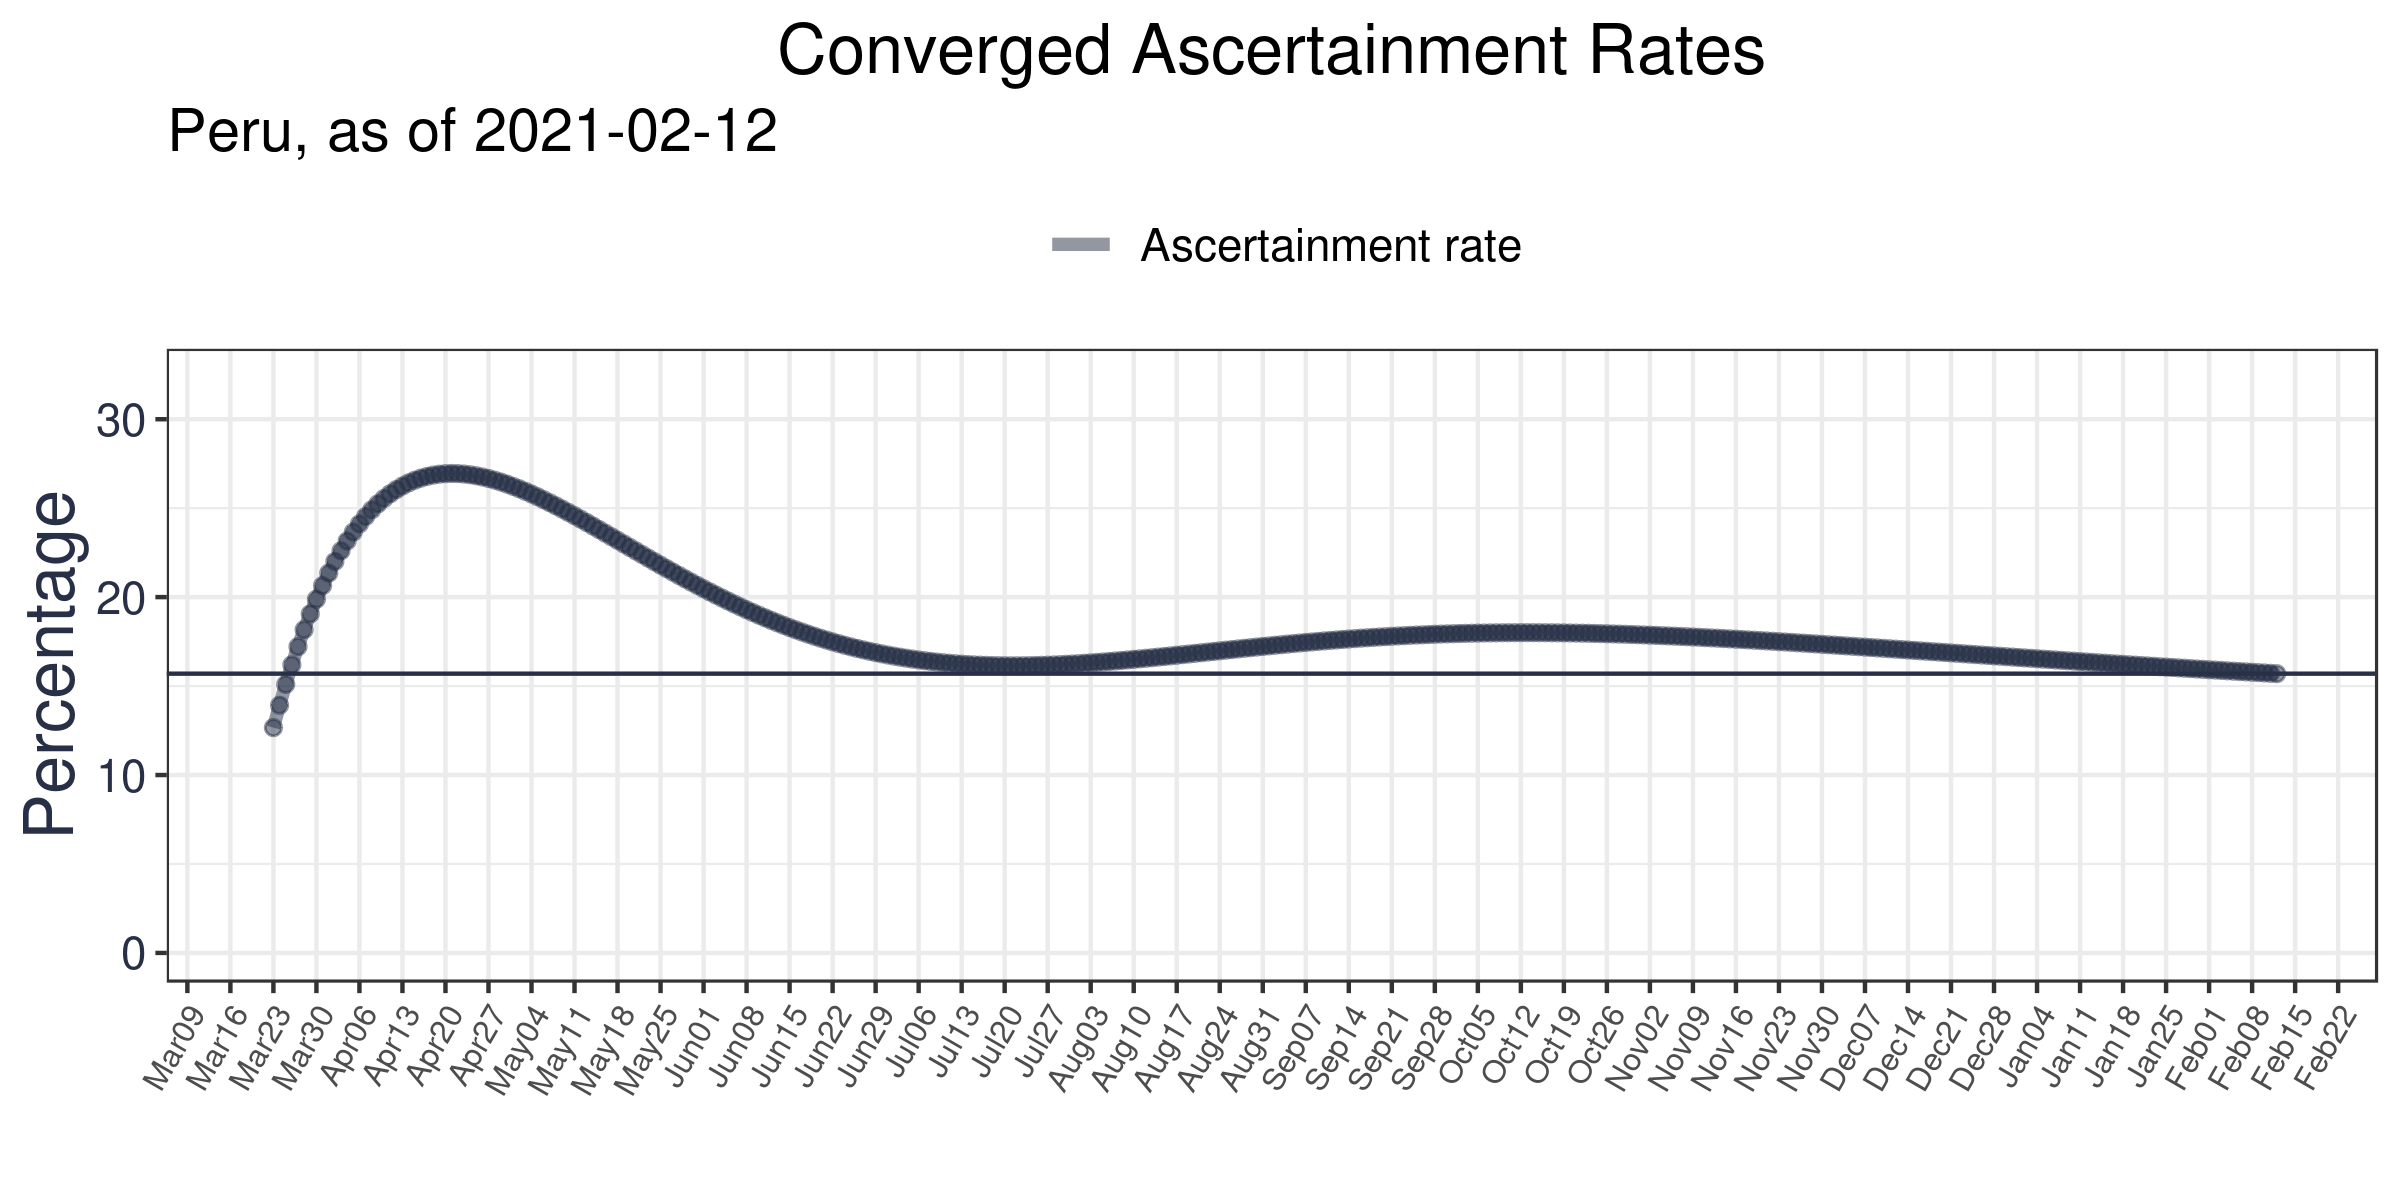 Converged Ascertainment Rates
Peru, as of 2021-02-12
Ascertainment rate
Percentage
30
20
10
0
Mar09
Mar16
Mar23
Mar30
Apr06
Apr13
Apr20
Apr27
May04
May11
May18
May25
Jun01
Jun08
Jun15
Jun22
Jun29
Jul06
Jul13
Jul20
Jul27
Aug03
Aug10
Aug17
Aug24
Aug31
Sep07
Sep14
Sep21
Sep28
Oct05
Oct12
Oct19
Oct26
Nov02
Nov09
Nov16
Nov23
Nov30
Dec07
Dec14
Dec21
Dec28
Jan04
Jan11
Jan18
Jan25
Feb01
Feb08
Feb15
Feb22